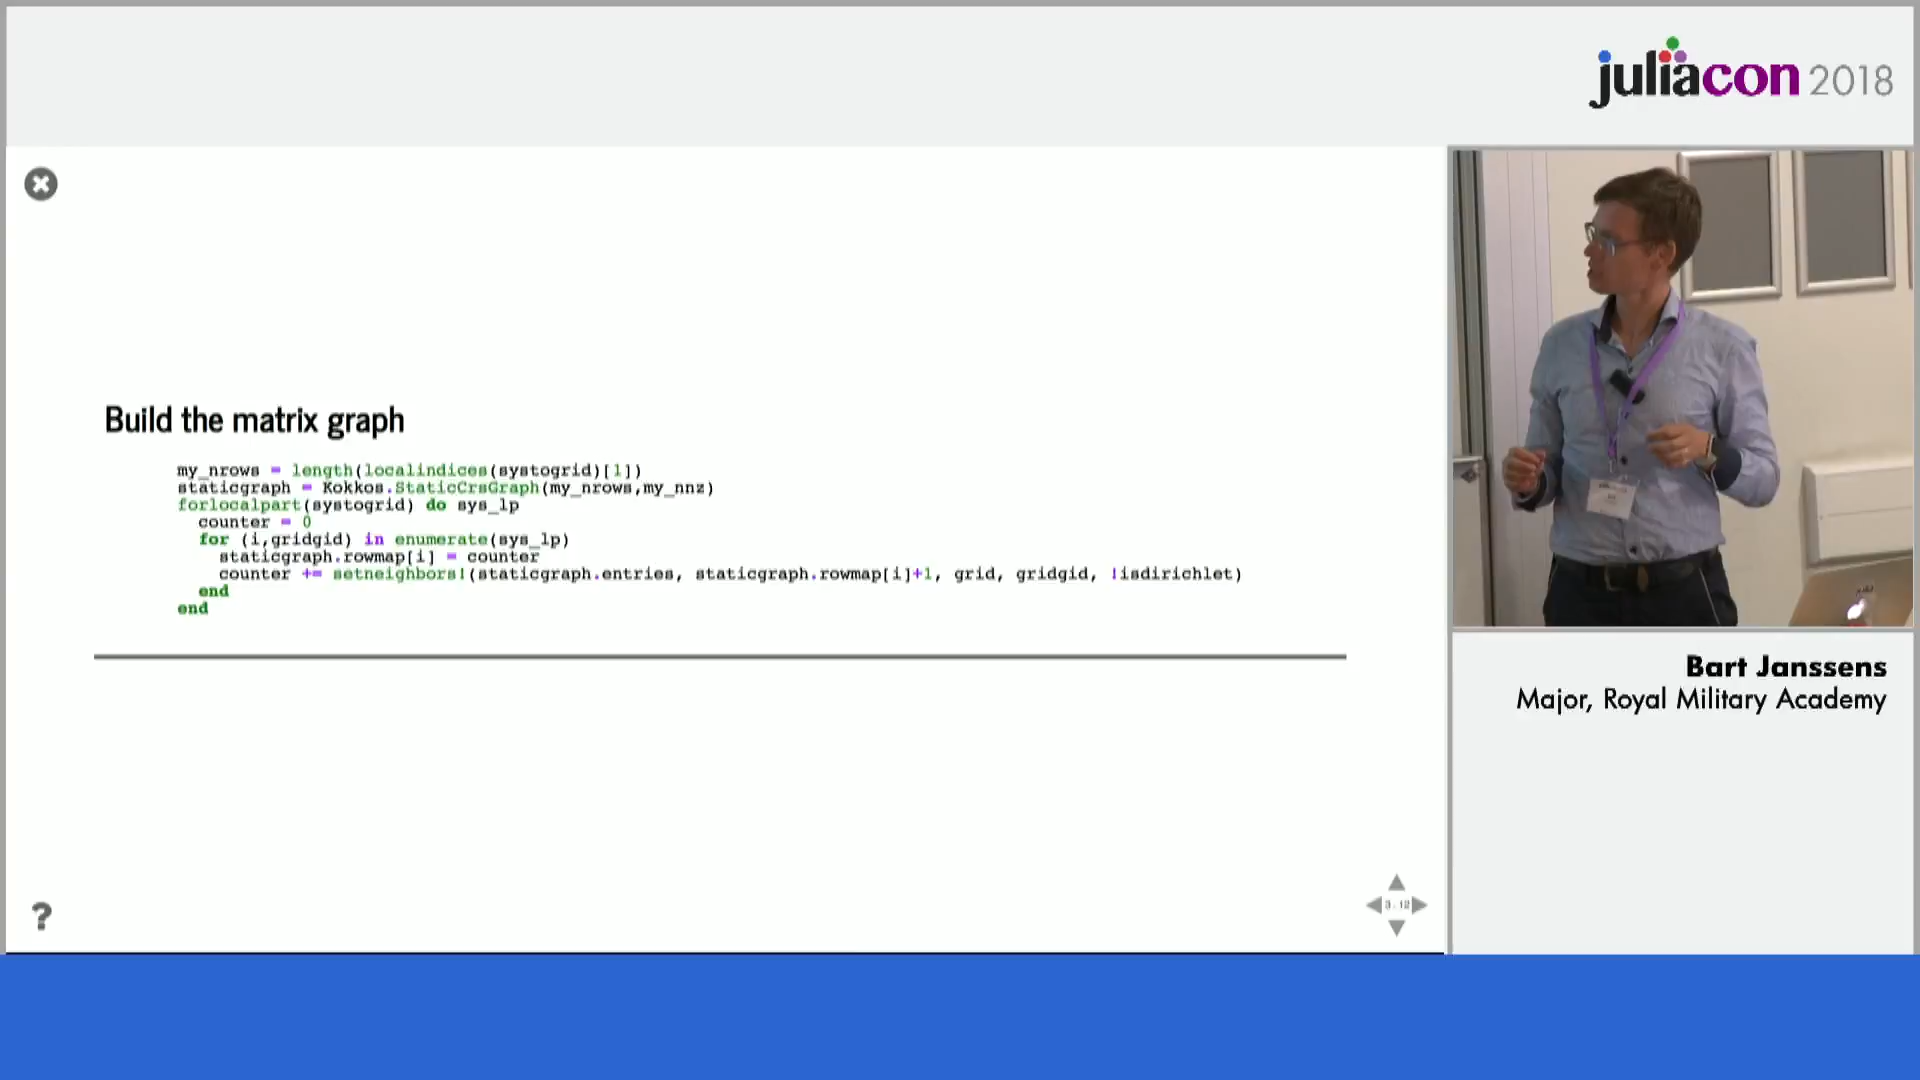 juliacon 2018
Build the matrix graph
my_nrows = length(localindices(systogrid)[1])
staticgraph = Kokkos.StaticCrsGraph(my_nrows,my_nnz)
forlocalpart(systogrid) do sys_lp
counter = 0
for (i,gridgid) in enumerate(sys_lp)
staticgraph.rowmap[i] = counter
counter += setneighbors!(staticgraph.entries, staticgraph.rowmap[i]+1, grid, gridgid, !isdirichlet)
end
end
Bart Janssens
Major, Royal Military Academy
?
3.12